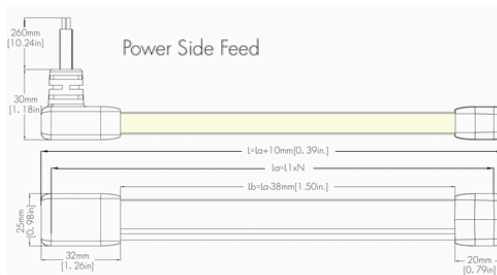 260mm
[10.24in]
Power Side Feed
30mm
[1.18in]
l=la+10mm[0.39in.]
la=l1xN
lb=la-38mm[1.50in.]
25mm
[0.98in]
32mm
[1.26in]
20mm
[0.79in]